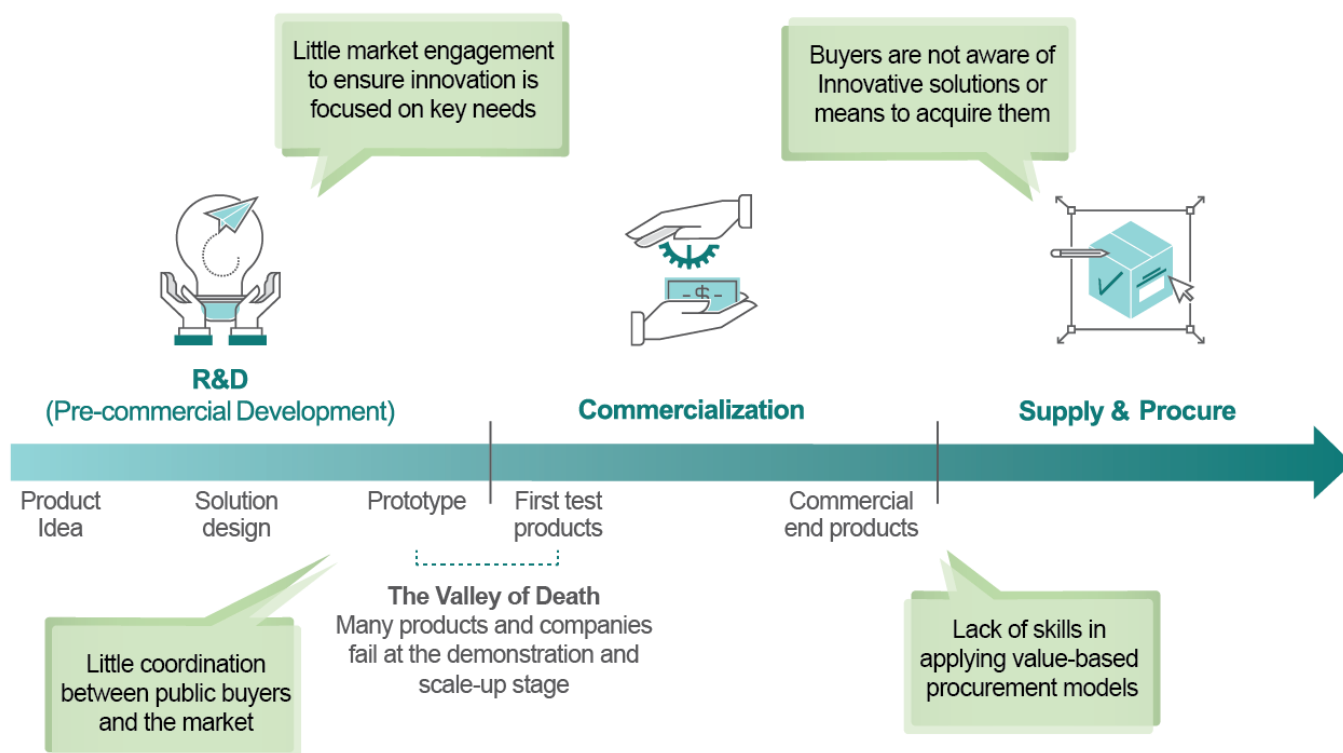 Little market engagement
to ensure innovation is
focused on key needs
Buyers are not aware of
Innovative solutions or
means to acquire them
-$-
R&D
(Pre-commercial Development)
Commercialization
Supply & Procure
Product
Idea
Solution
design
Prototype
First test
products
Commercial
end products
The Valley of Death
Many products and companies
fail at the demonstration and
scale-up stage
Little coordination
between public buyers
and the market
Lack of skills in
applying value-based
procurement models